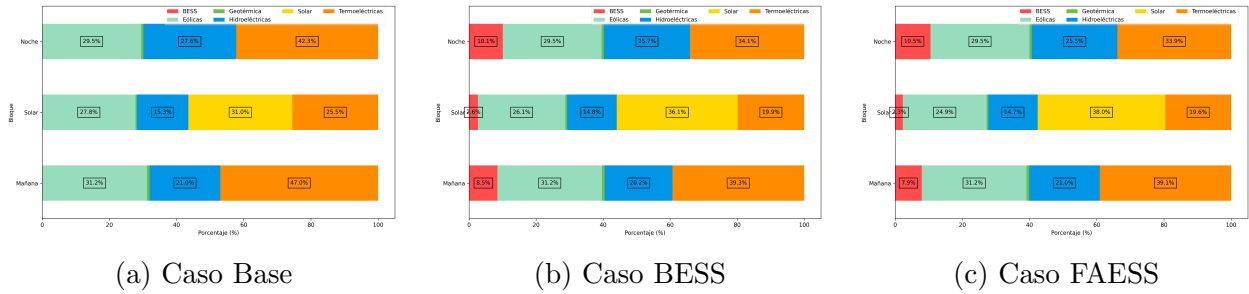 BESS Geotérmica Solar Termoeléctricas
Eólicas Hidroeléctricas
Noche
29.5% 27.6% 42.3%
Bloque
Solar
27.8% 15.3% 31.0% 25.5%
Mañana
31.2% 21.0% 47.0%
0 20 40 60 80 100
Porcentaje (%)
(a) Caso Base
BESS Geotérmica Solar Termoeléctricas
Eólicas Hidroeléctricas
Noche
10.1% 29.5% 25.7% 34.1%
Bloque
Solar
2.6% 26.1% 14.8% 36.1% 19.9%
Mañana
8.5% 31.2% 20.2% 39.3%
0 20 40 60 80 100
Porcentaje (%)
(b) Caso BESS
BESS Geotérmica Solar Termoeléctricas
Eólicas Hidroeléctricas
Noche
10.5% 29.5% 25.5% 33.9%
Bloque
Solar
24.9% 14.7% 38.0% 19.6%
Mañana
7.9% 31.2% 21.0% 39.1%
0 20 40 60 80 100
Porcentaje (%)
(c) Caso FAESS